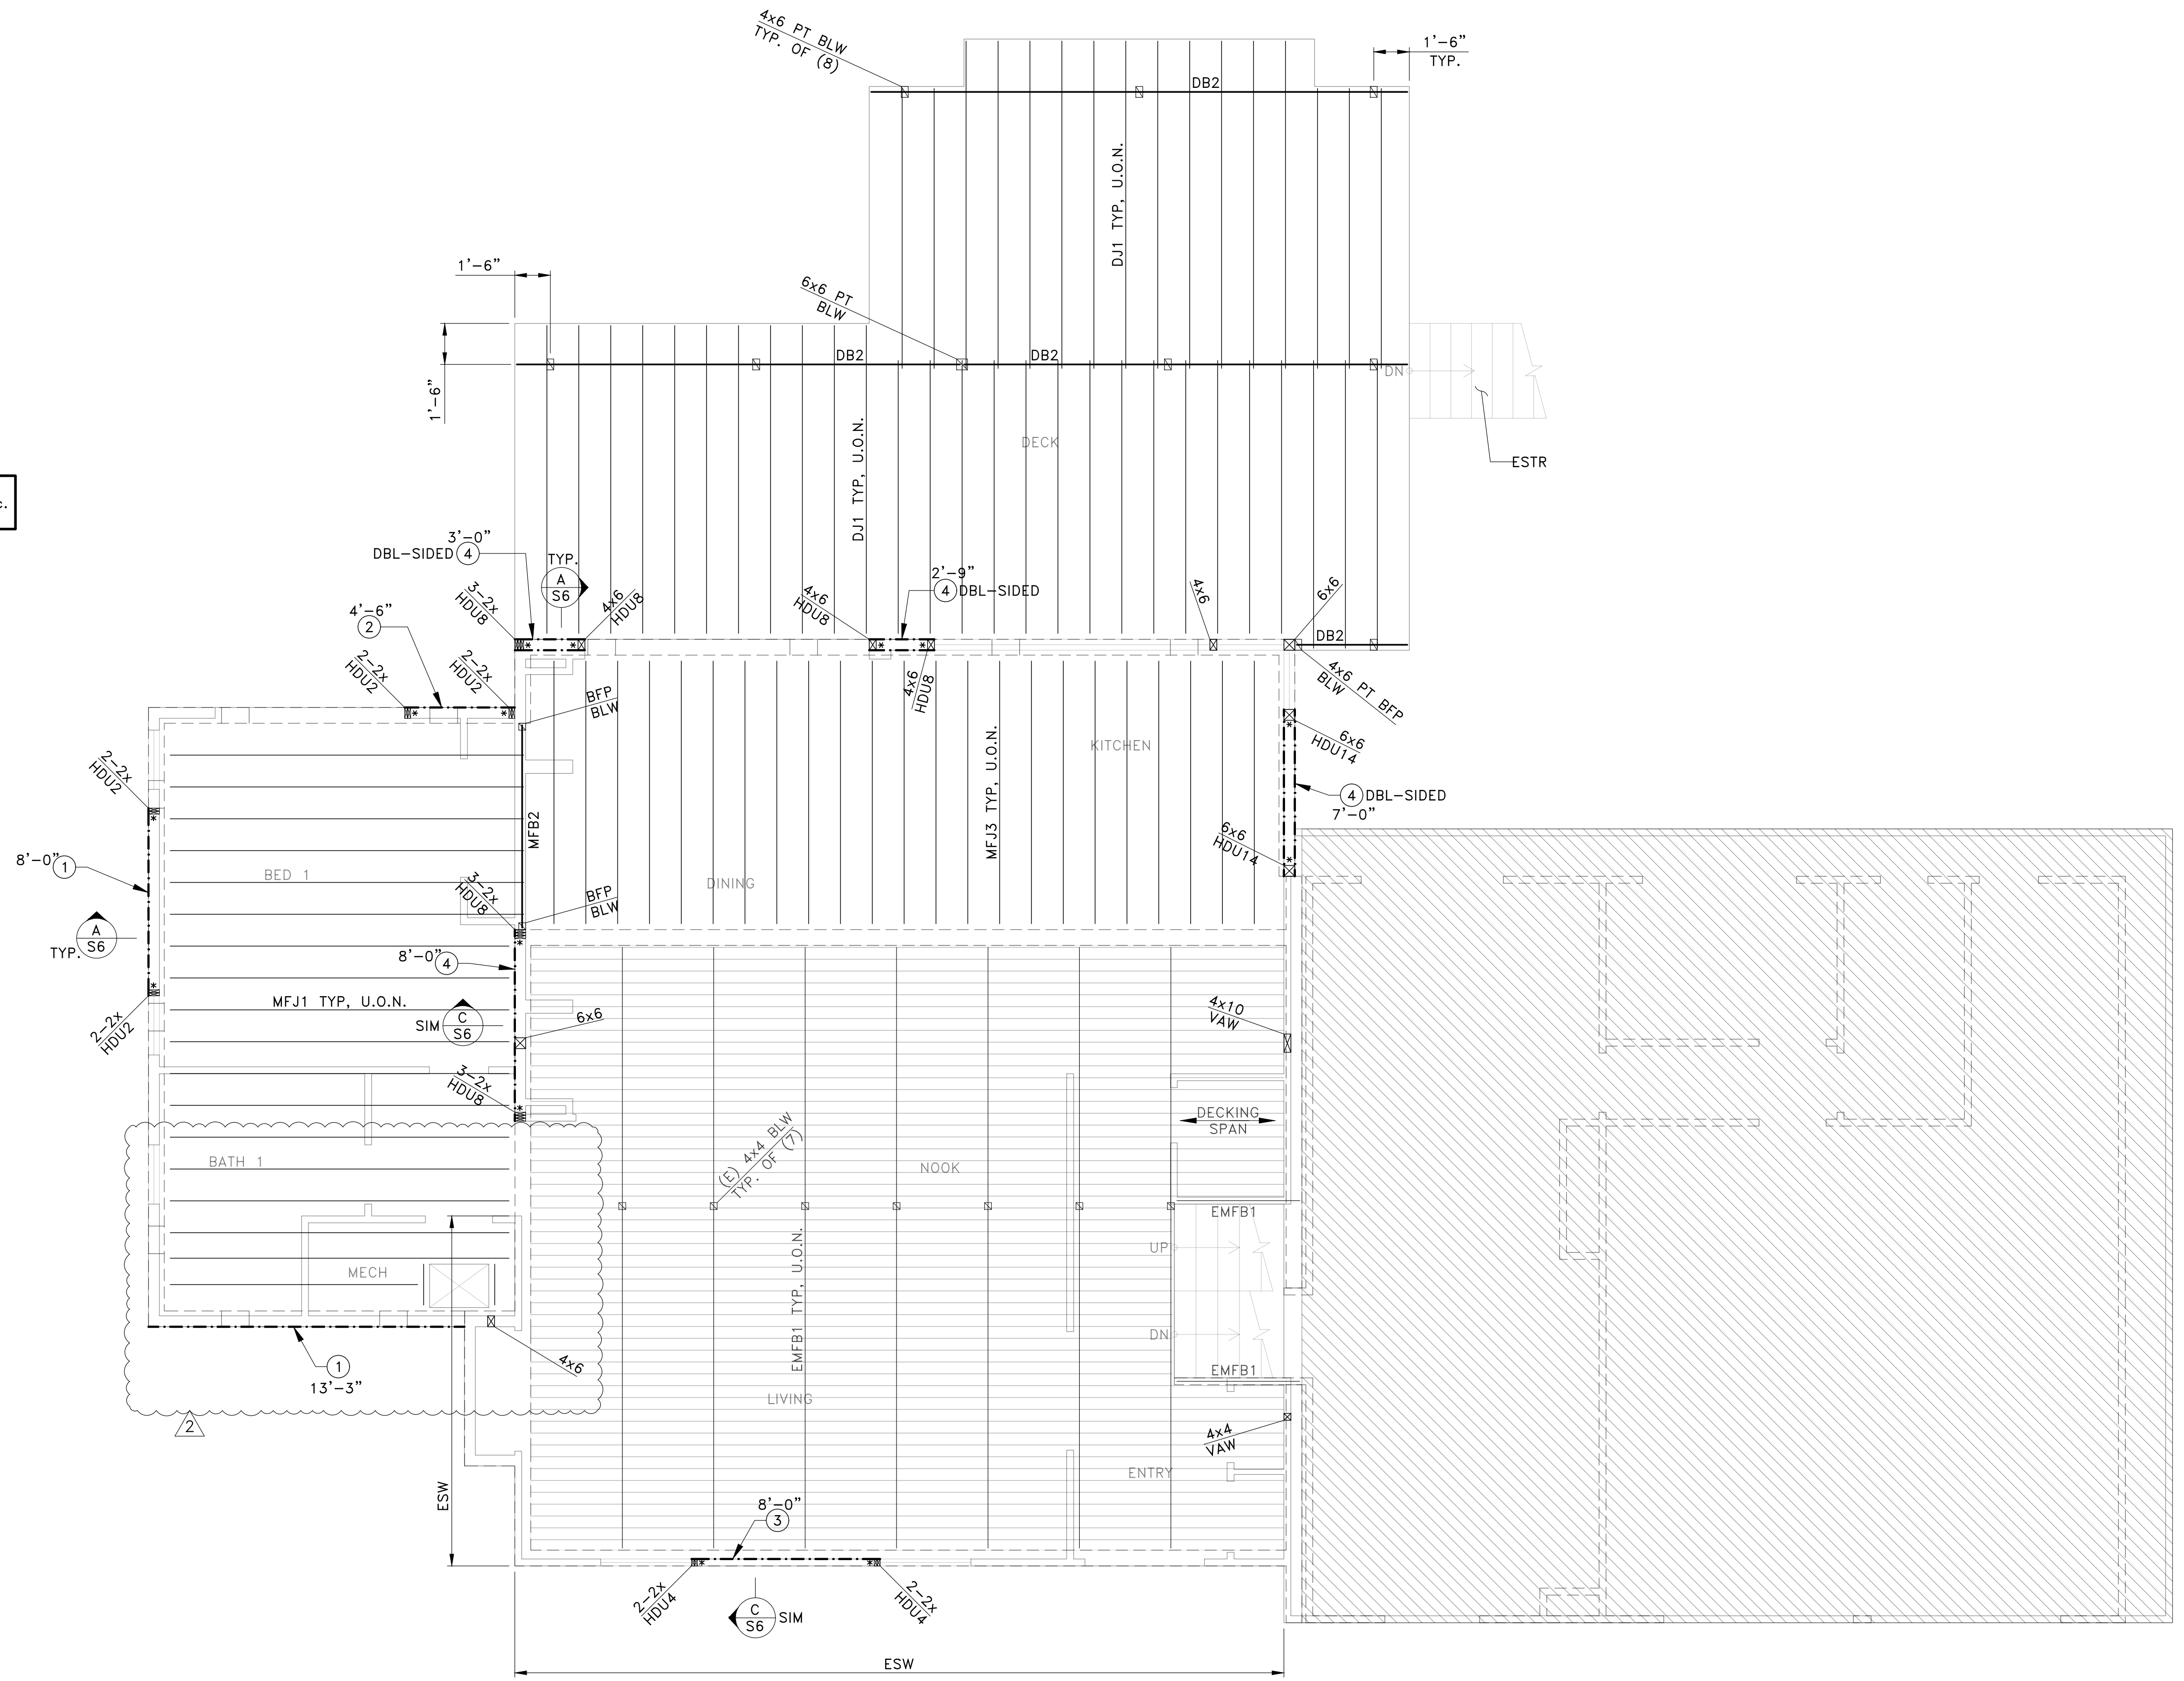 4x6 PT BLW
TYP. OF (8)
1'-6"
TYP.
DB2
DJ1 TYP, U.O.N.
1'-6"
6x6 PT
BLW
1'-6"
DB2
DB2
DN
ESTR
DJ1 TYP, U.O.N.
DECK
c.
3'-0"
DBL-SIDED 4
TYP.
A
S6
3-2x
HDU8
4x6
HDU8
4x6
HDU8
2'-9"
4 DBL-SIDED
4x6
6x6
DB2
4'-6"
2
2-2x
HDU2
2-2x
HDU2
4x6
HDU8
4x6 PT BFP
BLW
BFP
BLW
6x6
HDU14
KITCHEN
MFJ3 TYP, U.O.N.
2-2x
HDU2
4 DBL-SIDED
7'-0"
MFB2
6x6
HDU14
8'-0"
1
BED 1
DINING
3-2x
HDU8
BFP
BLW
A
S6
TYP.
8'-0"
4
2-2x
HDU2
MFJ1 TYP, U.O.N.
SIM
C
S6
6x6
4x10
VAW
3-2x
HDU8
DECKING
SPAN
(E) 4x4 BLW
TYP. OF (7)
BATH 1
NOOK
EMFB1
EMFB1 TYP, U.O.N.
UP
MECH
DN
4x6
EMFB1
1
13'-3"
LIVING
2
4x4
VAW
ENTRY
ESW
8'-0"
3
2-2x
HDU4
2-2x
HDU4
C
S6
SIM
ESW